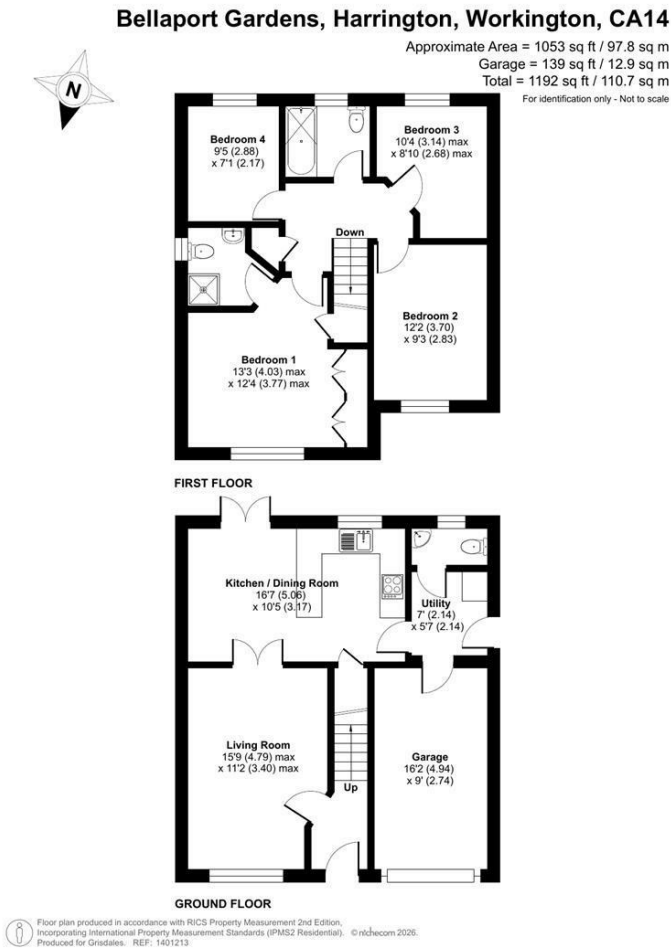 Bellaport Gardens, Harrington, Workington, CA14
Approximate Area = 1053 sq ft / 97.8 sq m
Garage = 139 sq ft / 12.9 sq m
Total = 1192 sq ft / 110.7 sq m
For identification only - Not to scale
N
Bedroom 4
9'5 (2.88)
x 7'1 (2.17)
Bedroom 3
10'4 (3.14) max
x 8'10 (2.68) max
Down
Bedroom 2
12'2 (3.70)
x 9'3 (2.83)
Bedroom 1
13'3 (4.03) max
x 12'4 (3.77) max
FIRST FLOOR
Kitchen / Dining Room
16'7 (5.06)
x 10'5 (3.17)
Utility
7' (2.14)
x 5'7 (2.14)
Living Room
15'9 (4.79) max
x 11'2 (3.40) max
Garage
16'2 (4.94)
x 9' (2.74)
Up
GROUND FLOOR
Floor plan produced in accordance with RICS Property Measurement 2nd Edition,
Incorporating International Property Measurement Standards (IPMS2 Residential). © nichecom 2026.
Produced for Grisdales. REF: 1401213